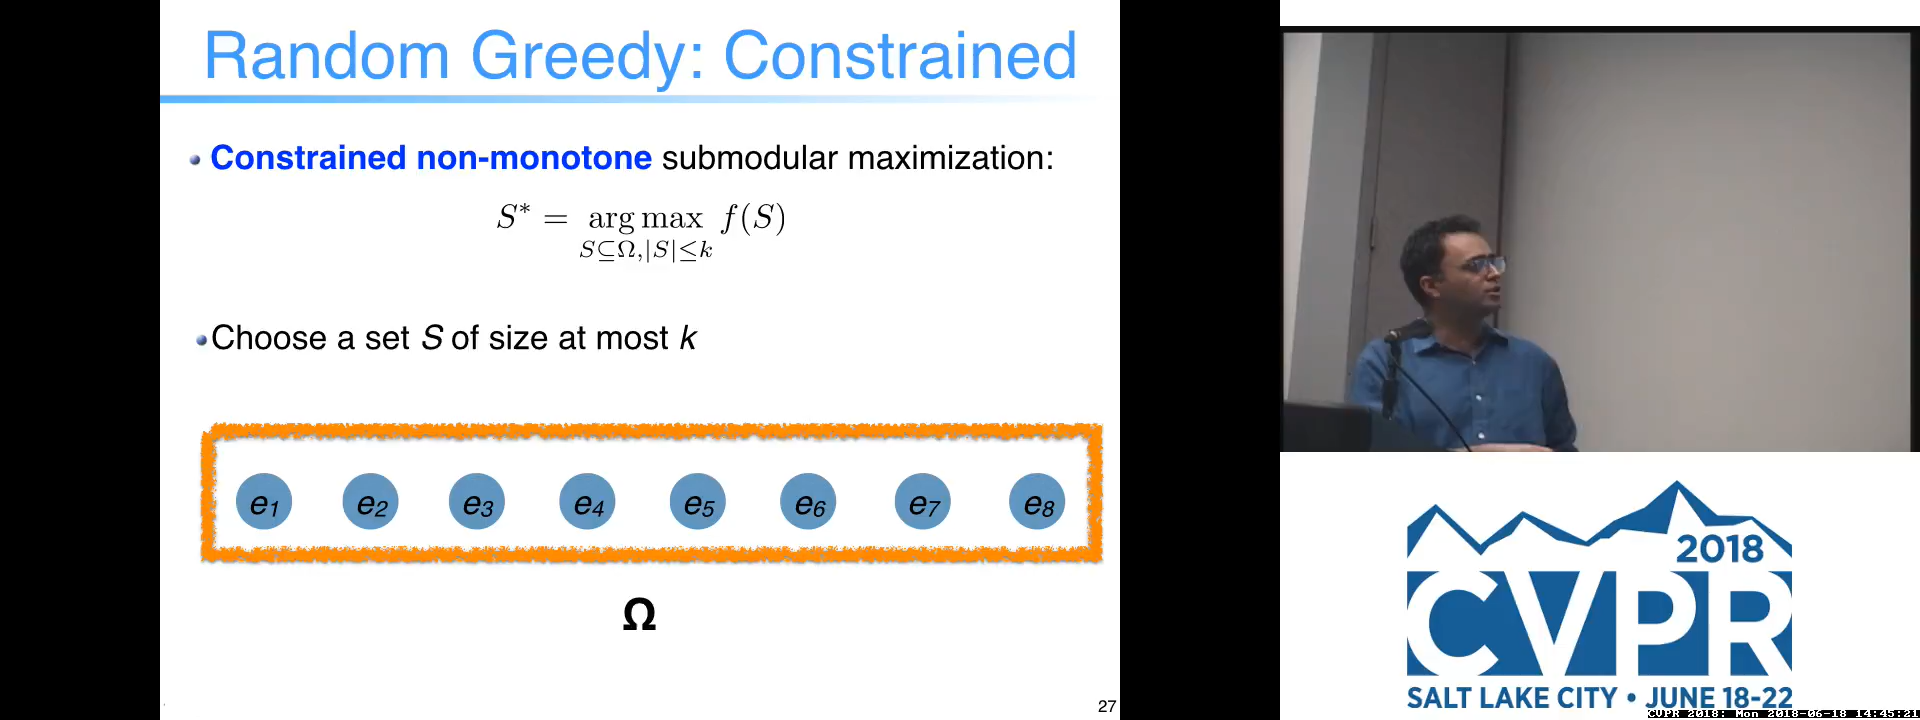 Random Greedy: Constrained
Constrained non-monotone submodular maximization:
S* = arg max f(S)
S⊆Ω,|S|≤k
Choose a set S of size at most k
e1 e2 e3 e4 e5 e6 e7 e8
Ω
27
2018
CVPR
SALT LAKE CITY • JUNE 18-22
CVPR 2018: Mon 2018-06-18 14:45:21